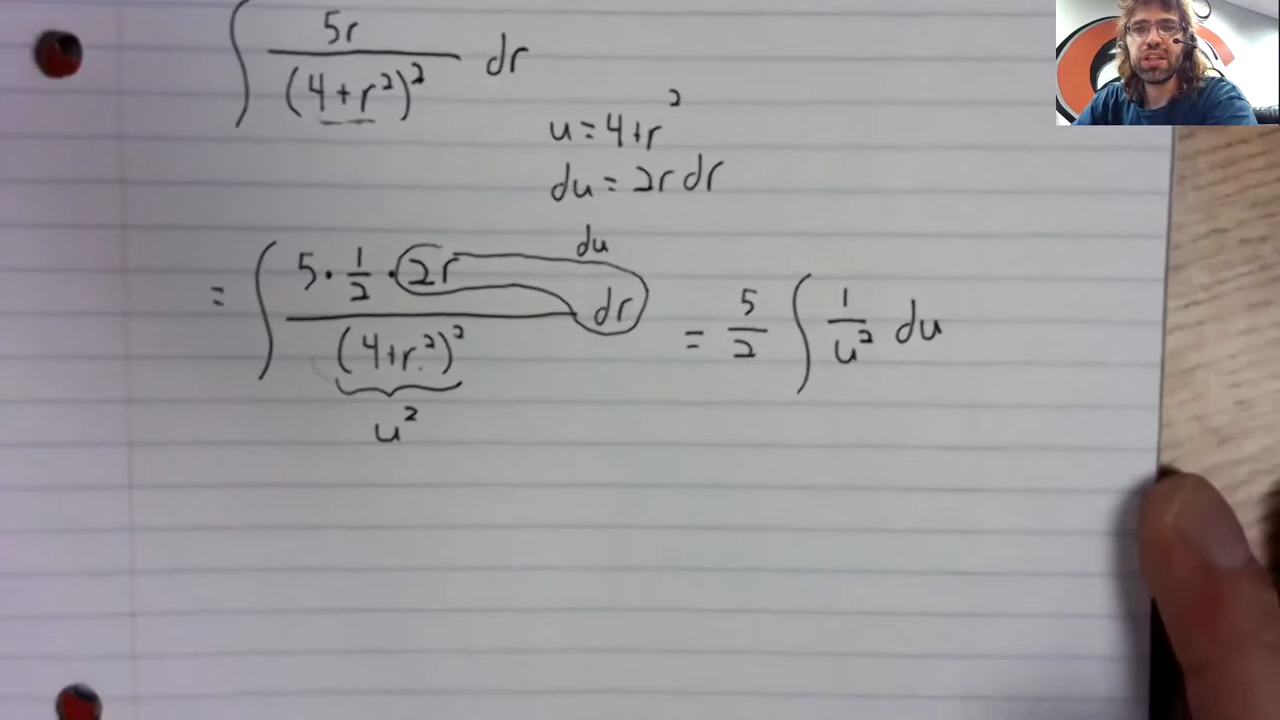 ∫ 5r / (4+r²)² dr
u = 4+r²
du = 2r dr
du
= ∫ 5 · 1/2 · 2r / (4+r²)² dr = 5/2 ∫ 1/u² du
u²